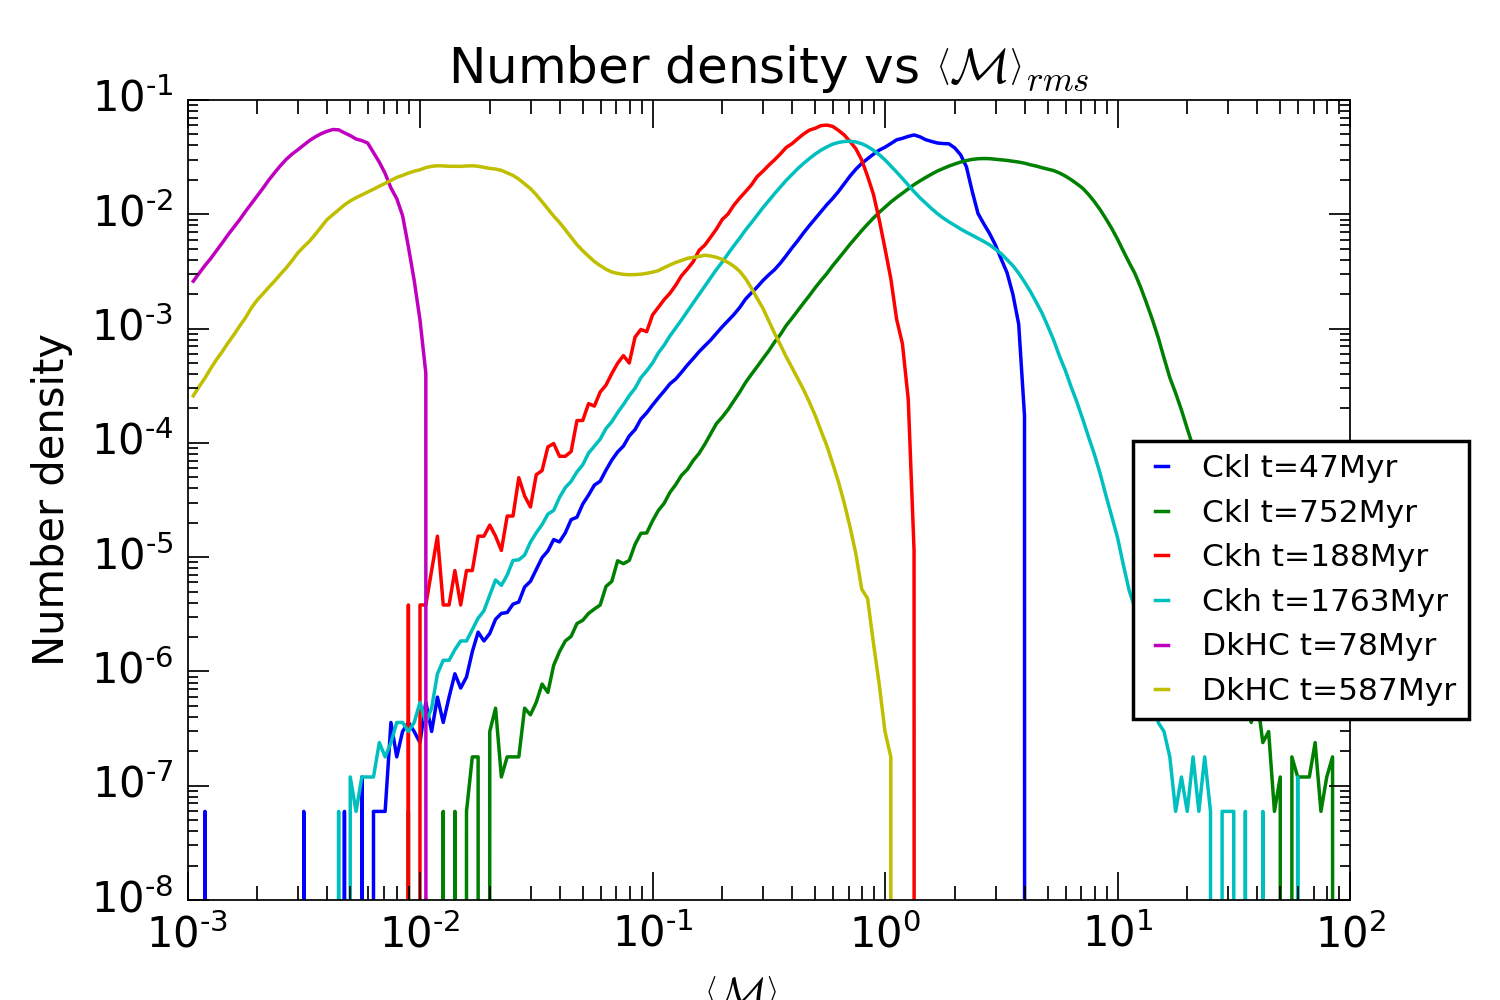 Number density vs ⟨ℳ⟩rms
Number density
10-1
10-2
10-3
10-4
10-5
10-6
10-7
10-8
10-3 10-2 10-1 100 101 102
⟨ℳ⟩
Ckl t=47Myr
Ckl t=752Myr
Ckh t=188Myr
Ckh t=1763Myr
DkHC t=78Myr
DkHC t=587Myr